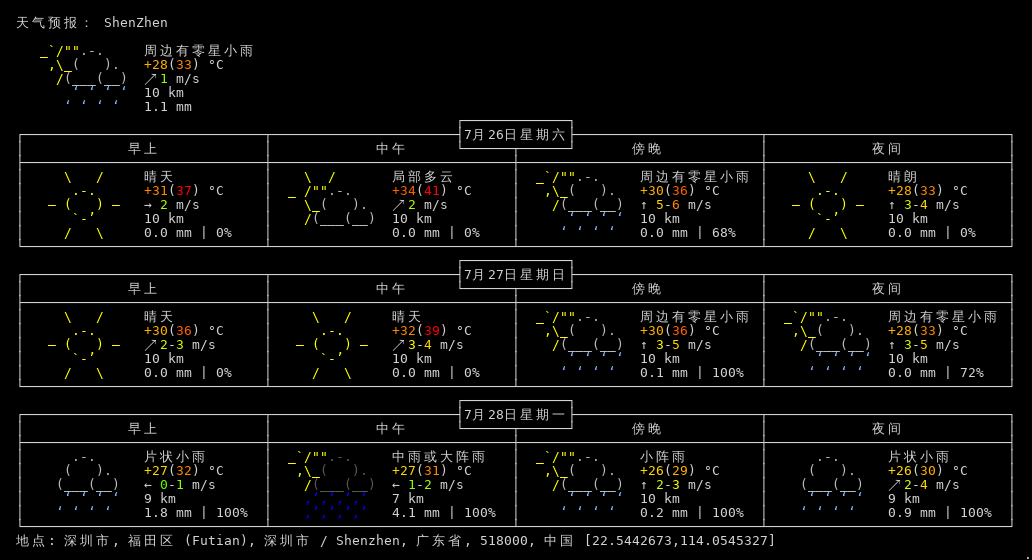 天气预报： ShenZhen
周边有零星小雨
+28(33) °C
↗ 1 m/s
10 km
1.1 mm
7月26日星期六
早上 中午 傍晚 夜间
晴天 局部多云 周边有零星小雨 晴朗
+31(37) °C +34(41) °C +30(36) °C +28(33) °C
→ 2 m/s ↗ 2 m/s ↑ 5-6 m/s ↑ 3-4 m/s
10 km 10 km 10 km 10 km
0.0 mm | 0% 0.0 mm | 0% 0.0 mm | 68% 0.0 mm | 0%
7月27日星期日
早上 中午 傍晚 夜间
晴天 晴天 周边有零星小雨 周边有零星小雨
+30(36) °C +32(39) °C +30(36) °C +28(33) °C
↗ 2-3 m/s ↗ 3-4 m/s ↑ 3-5 m/s ↑ 3-5 m/s
10 km 10 km 10 km 10 km
0.0 mm | 0% 0.0 mm | 0% 0.1 mm | 100% 0.0 mm | 72%
7月28日星期一
早上 中午 傍晚 夜间
片状小雨 中雨或大阵雨 小阵雨 片状小雨
+27(32) °C +27(31) °C +26(29) °C +26(30) °C
← 0-1 m/s ← 1-2 m/s ↑ 2-3 m/s ↗ 2-4 m/s
9 km 7 km 10 km 9 km
1.8 mm | 100% 4.1 mm | 100% 0.2 mm | 100% 0.9 mm | 100%
地点: 深圳市, 福田区 (Futian), 深圳市 / Shenzhen, 广东省, 518000, 中国 [22.5442673,114.0545327]